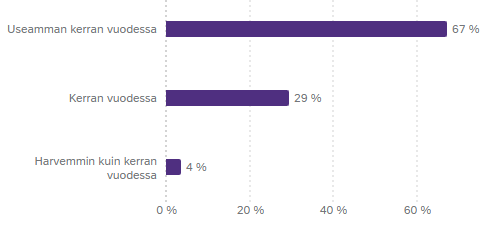 Useamman kerran vuodessa 67 %
Kerran vuodessa 29 %
Harvemmin kuin kerran
vuodessa 4 %
0 % 20 % 40 % 60 %